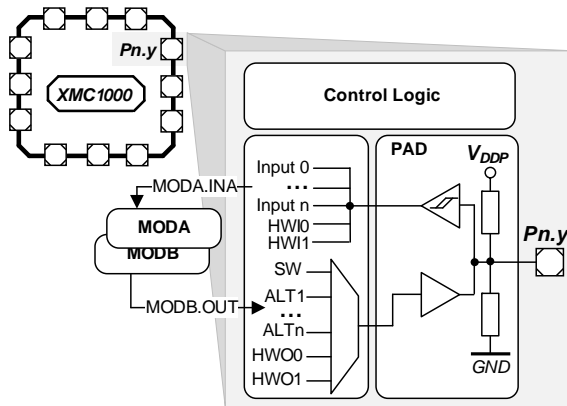 Pn.y
XMC1000
Control Logic
PAD
VDDP
Input 0
...
Input n
HWI0
HWI1
MODA.INA
MODA
MODB
MODB.OUT
SW
ALT1
...
ALTn
HWO0
HWO1
Pn.y
GND